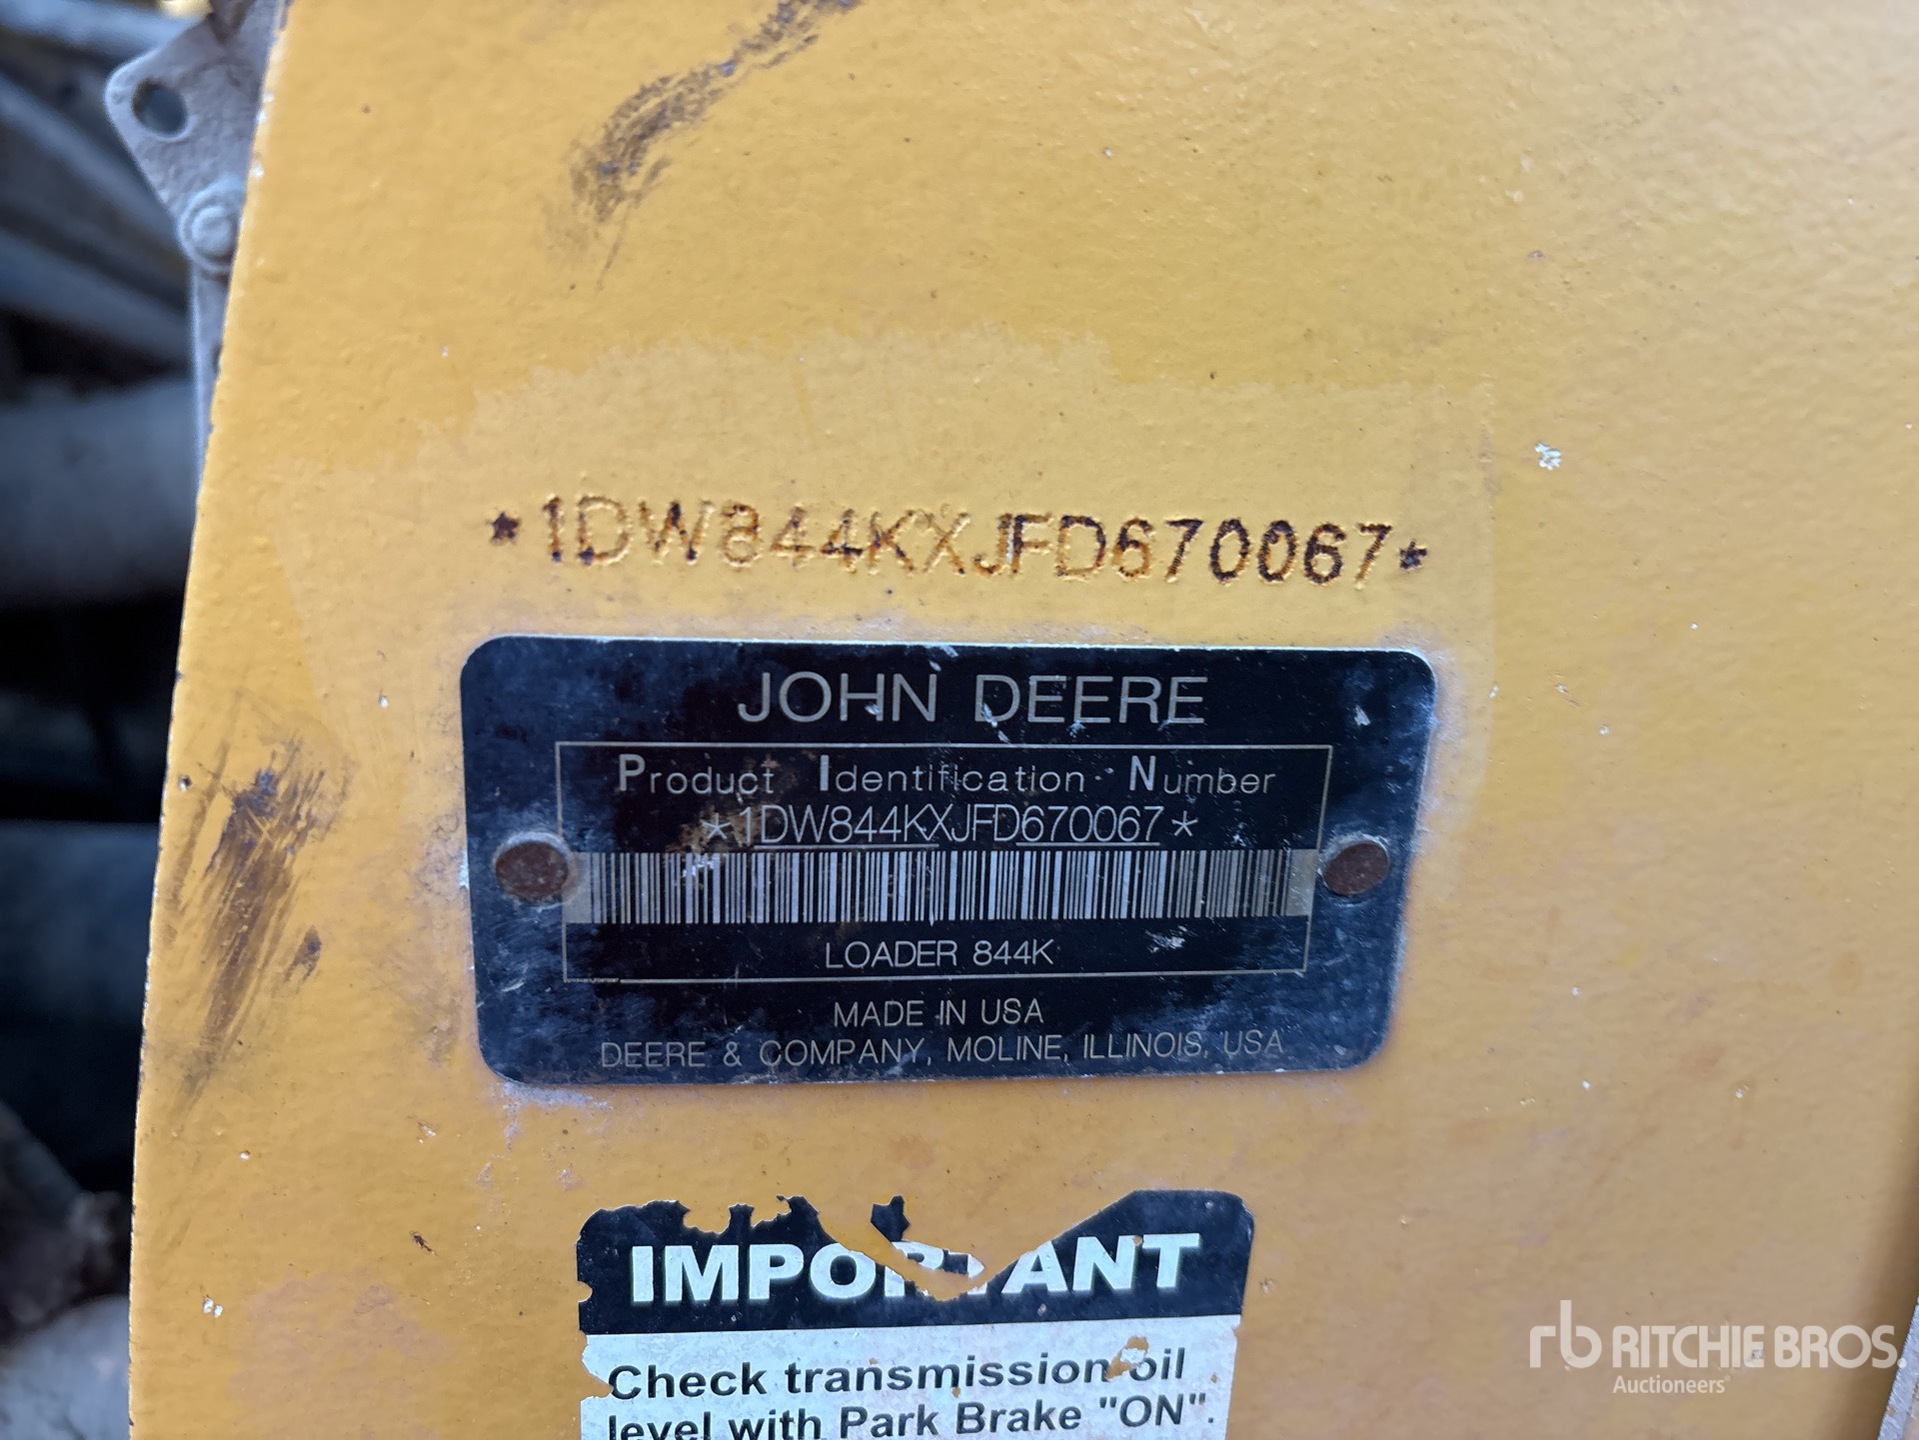 *1DW844KXJFD670067*
JOHN DEERE
Product Identification Number
*1DW844KXJFD670067*
LOADER 844K
MADE IN USA
DEERE & COMPANY, MOLINE, ILLINOIS, USA
IMPORTANT
Check transmission oil
level with Park Brake "ON".
rb RITCHIE BROS.
Auctioneers